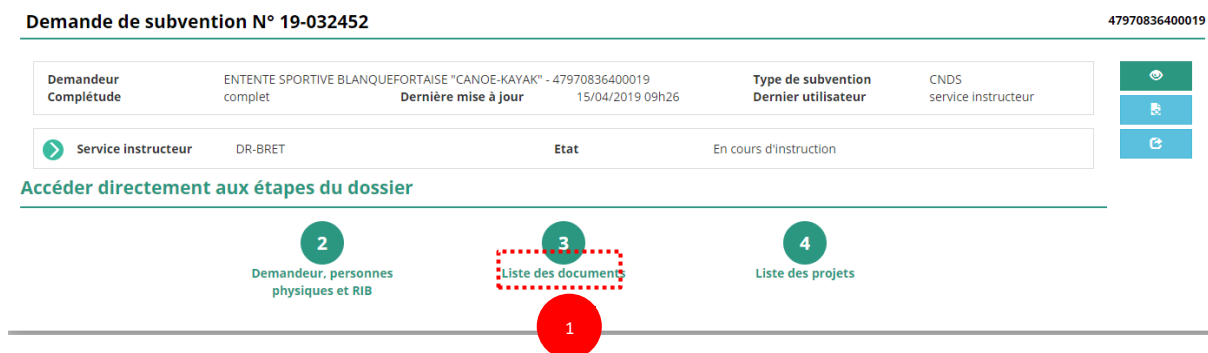 Demande de subvention N° 19-032452
47970836400019
Demandeur ENTENTE SPORTIVE BLANQUEFORTAISE "CANOE-KAYAK" - 47970836400019 Type de subvention CNDS
Complétude complet Dernière mise à jour 15/04/2019 09h26 Dernier utilisateur service instructeur
Service instructeur DR-BRET Etat En cours d'instruction
Accéder directement aux étapes du dossier
2 3 4
Demandeur, personnes Liste des documents Liste des projets
physiques et RIB
1